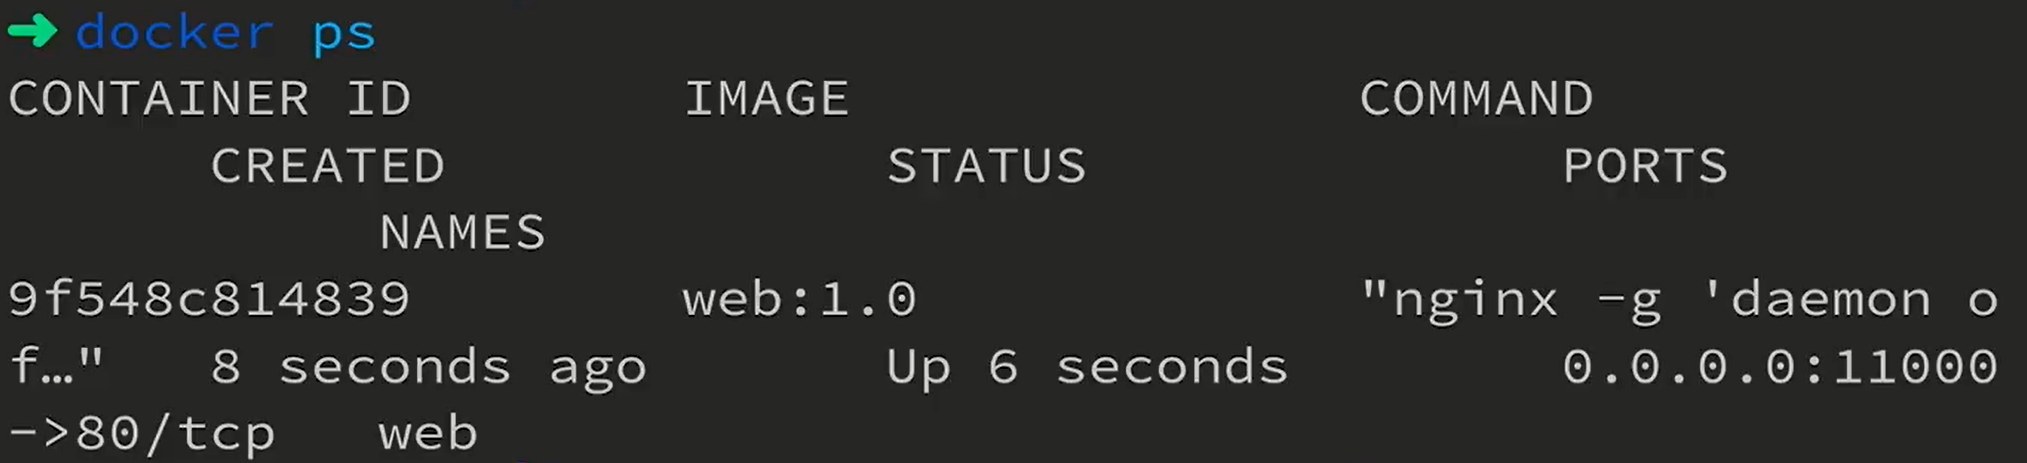 ➜ docker ps
CONTAINER ID        IMAGE               COMMAND
      CREATED             STATUS              PORTS
           NAMES
9f548c814839        web:1.0             "nginx -g 'daemon o
f…"   8 seconds ago       Up 6 seconds        0.0.0.0:11000
->80/tcp   web